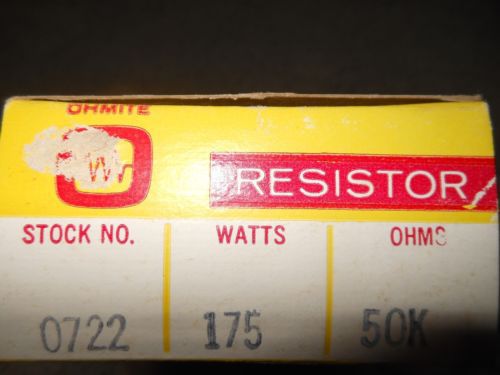 OHMITE
RESISTOR
STOCK NO. WATTS OHMS
0722 175 50K